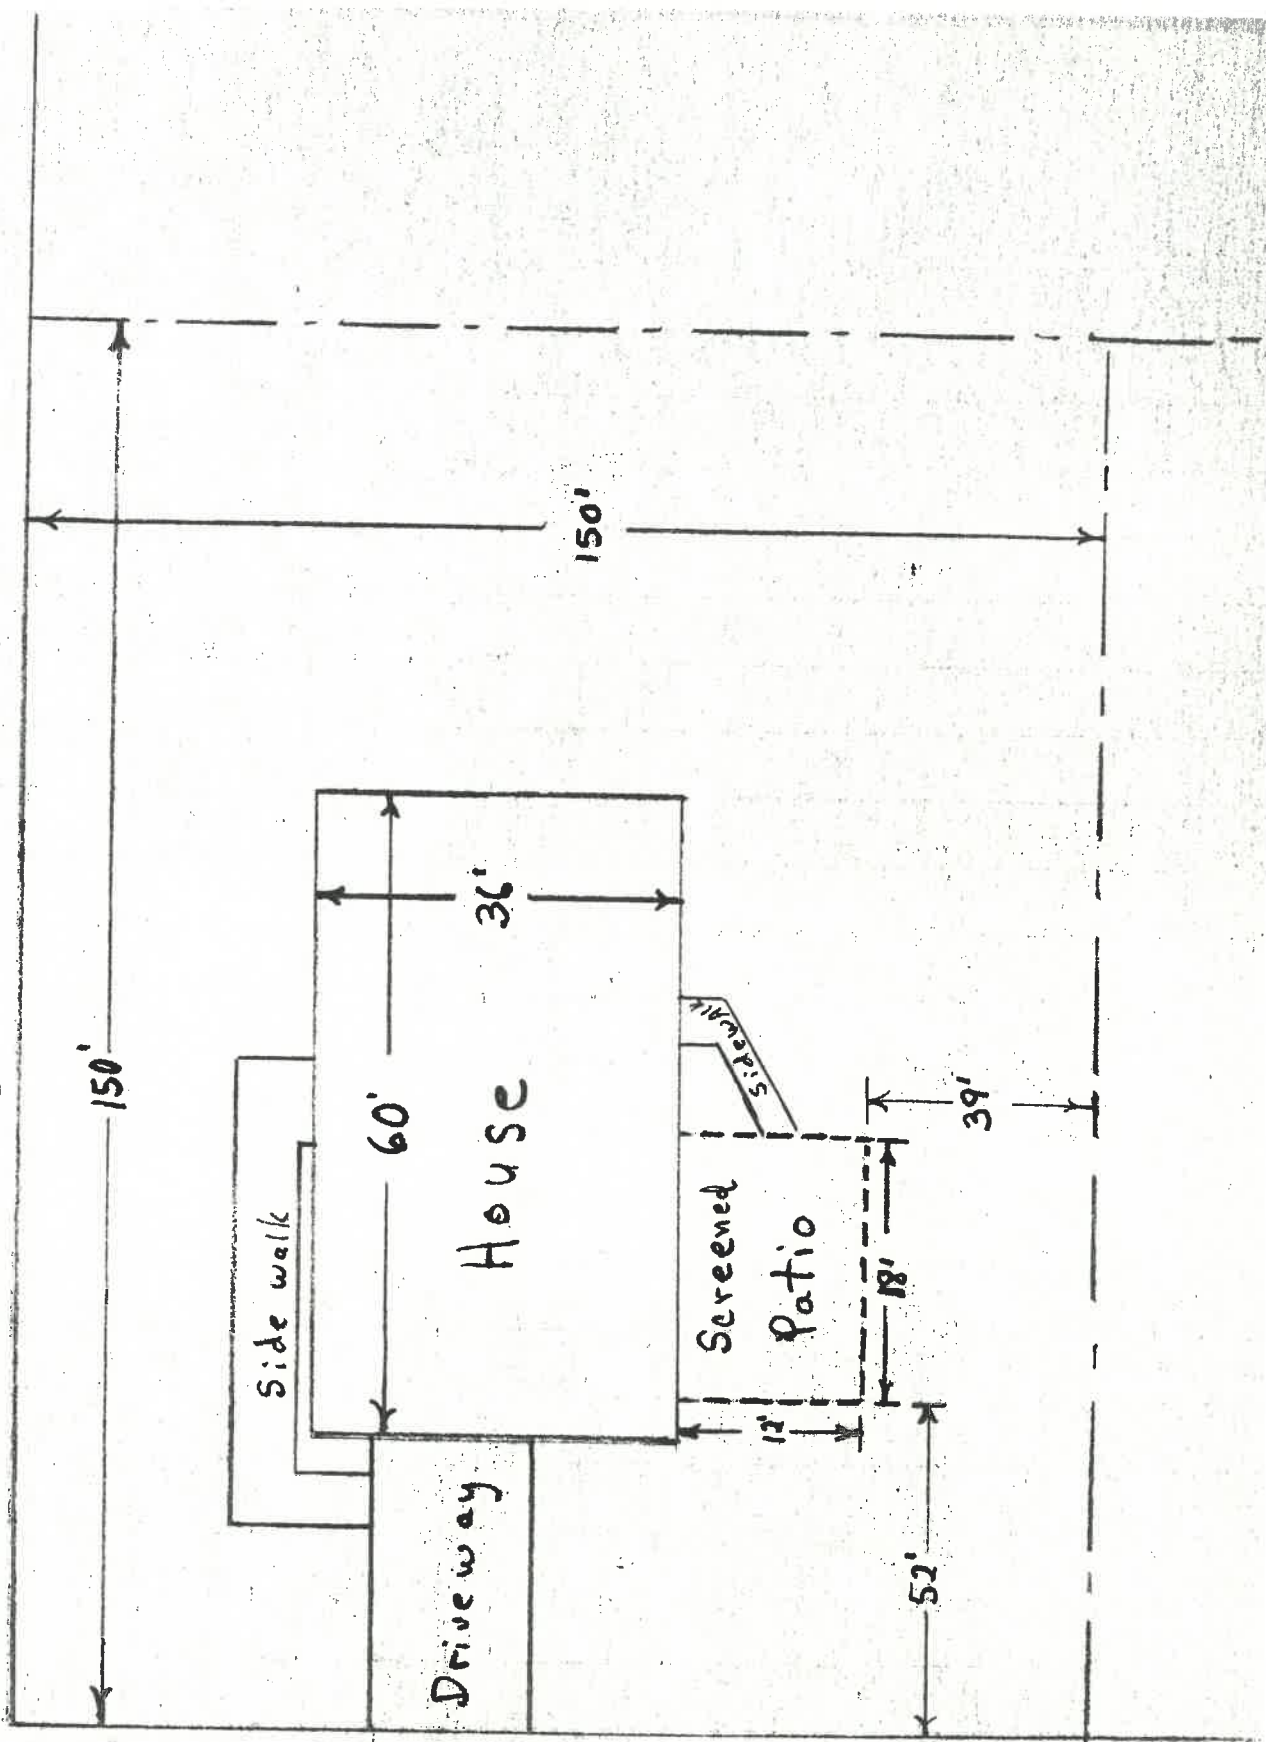 150'
150'
Side walk
60'
36'
House
Sidewalk
Driveway
Screened
Patio
12'
18'
39'
52'